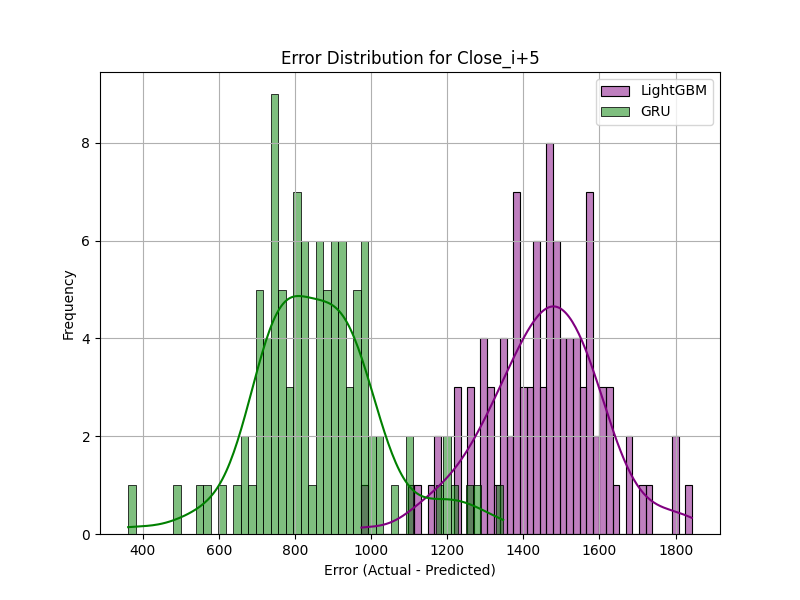 Error Distribution for Close_i+5
LightGBM
GRU
Frequency
8
6
4
2
0
400 600 800 1000 1200 1400 1600 1800
Error (Actual - Predicted)